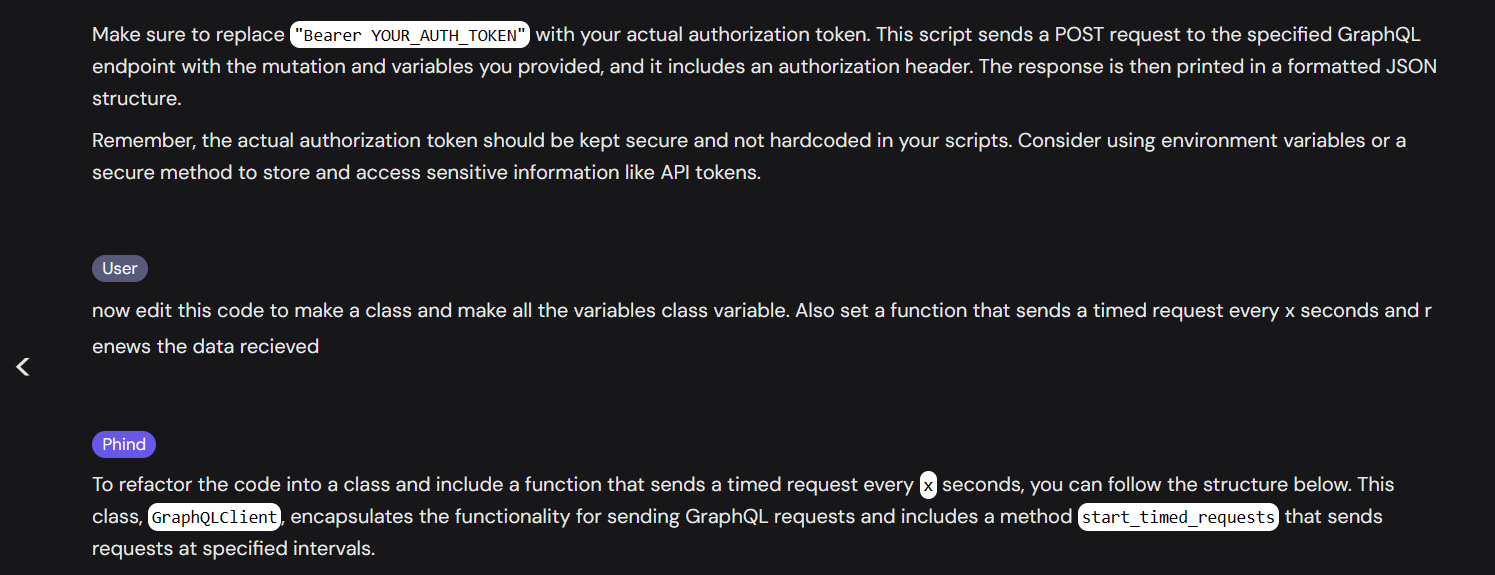 Make sure to replace "Bearer YOUR_AUTH_TOKEN" with your actual authorization token. This script sends a POST request to the specified GraphQL
endpoint with the mutation and variables you provided, and it includes an authorization header. The response is then printed in a formatted JSON
structure.
Remember, the actual authorization token should be kept secure and not hardcoded in your scripts. Consider using environment variables or a
secure method to store and access sensitive information like API tokens.
User
now edit this code to make a class and make all the variables class variable. Also set a function that sends a timed request every x seconds and r
enews the data recieved
Phind
To refactor the code into a class and include a function that sends a timed request every x seconds, you can follow the structure below. This
class, GraphQLClient, encapsulates the functionality for sending GraphQL requests and includes a method start_timed_requests that sends
requests at specified intervals.